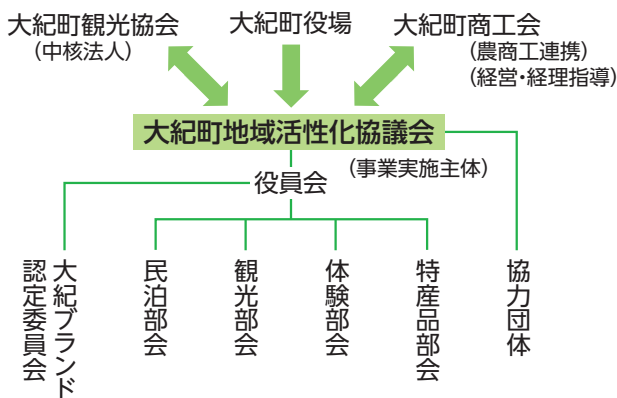 大紀町観光協会
（中核法人）
大紀町役場
大紀町商工会
（農商工連携）
（経営・経理指導）
大紀町地域活性化協議会
（事業実施主体）
役員会
大紀ブランド
認定委員会
民泊部会
観光部会
体験部会
特産品部会
協力団体